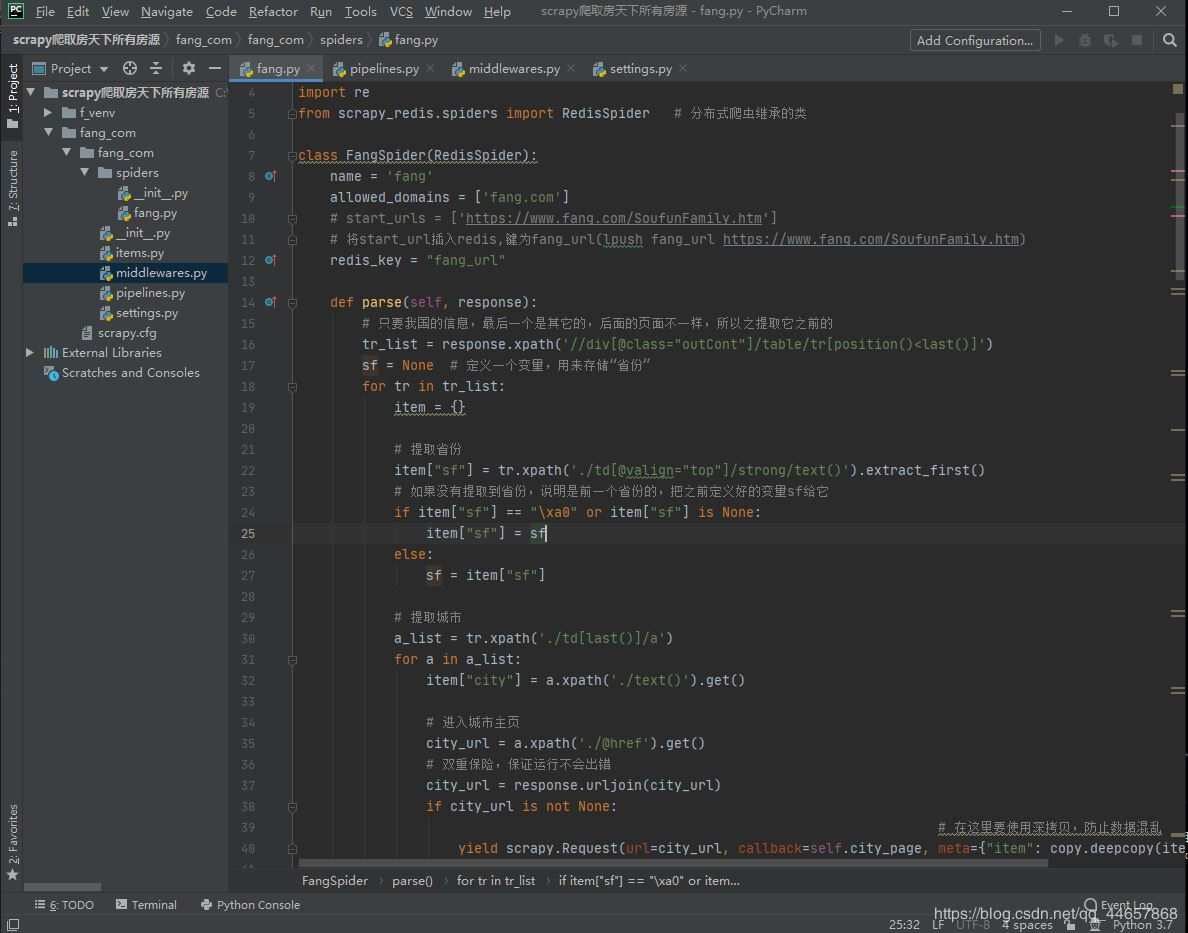 File Edit View Navigate Code Refactor Run Tools VCS Window Help scrapy爬取房天下所有房源 - fang.py - PyCharm
scrapy爬取房天下所有房源 fang_com fang_com spiders fang.py Add Configuration...
1: Project
7: Structure
2: Favorites
Project
scrapy爬取房天下所有房源 C:\
f_venv
fang_com
fang_com
spiders
__init__.py
fang.py
__init__.py
items.py
middlewares.py
pipelines.py
settings.py
scrapy.cfg
External Libraries
Scratches and Consoles
fang.py pipelines.py middlewares.py settings.py
4 import re
5 from scrapy_redis.spiders import RedisSpider # 分布式爬虫继承的类
6
7 class FangSpider(RedisSpider):
8 name = 'fang'
9 allowed_domains = ['fang.com']
10 # start_urls = ['https://www.fang.com/SoufunFamily.htm']
11 # 将start_url插入redis,键为fang_url(lpush fang_url https://www.fang.com/SoufunFamily.htm)
12 redis_key = "fang_url"
13
14 def parse(self, response):
15 # 只要我国的信息，最后一个是其它的，后面的页面不一样，所以之提取它之前的
16 tr_list = response.xpath('//div[@class="outCont"]/table/tr[position()<last()]')
17 sf = None # 定义一个变量，用来存储“省份”
18 for tr in tr_list:
19 item = {}
20
21 # 提取省份
22 item["sf"] = tr.xpath('./td[@valign="top"]/strong/text()').extract_first()
23 # 如果没有提取到省份，说明是前一个省份的，把之前定义好的变量sf给它
24 if item["sf"] == "\xa0" or item["sf"] is None:
25 item["sf"] = sf
26 else:
27 sf = item["sf"]
28
29 # 提取城市
30 a_list = tr.xpath('./td[last()]/a')
31 for a in a_list:
32 item["city"] = a.xpath('./text()').get()
33
34 # 进入城市主页
35 city_url = a.xpath('./@href').get()
36 # 双重保险，保证运行不会出错
37 city_url = response.urljoin(city_url)
38 if city_url is not None:
39 # 在这里要使用深拷贝，防止数据混乱
40 yield scrapy.Request(url=city_url, callback=self.city_page, meta={"item": copy.deepcopy(ite
FangSpider parse() for tr in tr_list if item["sf"] == "\xa0" or item...
6: TODO Terminal Python Console Event Log
https://blog.csdn.net/qq_44657868
25:32 LF UTF-8 4 spaces Python 3.7